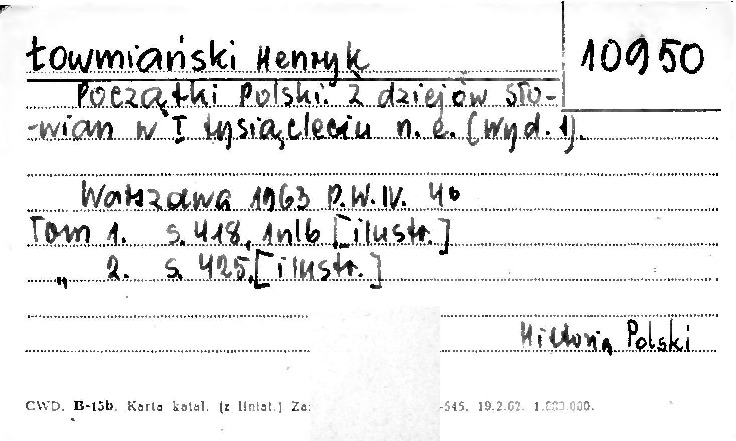 Łowmiański Henryk
10950
Początki Polski. Z dziejów Sło-
-wian w I tysiącleciu n.e. (wyd. 1).
Warszawa 1963 P.W.N. 4o
Tom 1. s. 418, 1nlb [ilustr.]
„ 2. s. 425, [ilustr.]
Historia Polski
CWD. B-15b. Karta katal. (z liniat.) Za: -545. 19.2.62. 1.000.000.